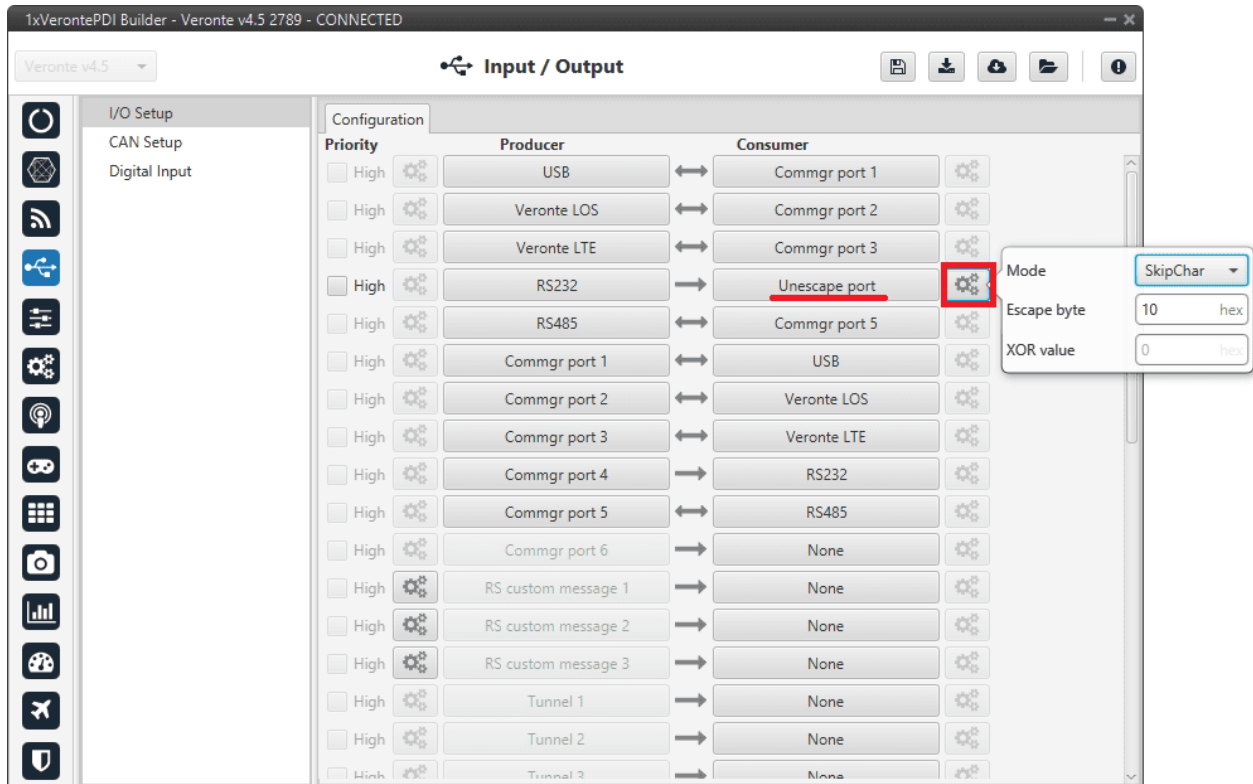 1xVerontePDI Builder - Veronte v4.5 2789 - CONNECTED
Veronte v4.5 Input / Output
I/O Setup
CAN Setup
Digital Input
Configuration
Priority Producer Consumer
High USB Commgr port 1
High Veronte LOS Commgr port 2
High Veronte LTE Commgr port 3
High RS232 Unescape port
High RS485 Commgr port 5
High Commgr port 1 USB
High Commgr port 2 Veronte LOS
High Commgr port 3 Veronte LTE
High Commgr port 4 RS232
High Commgr port 5 RS485
High Commgr port 6 None
High RS custom message 1 None
High RS custom message 2 None
High RS custom message 3 None
High Tunnel 1 None
High Tunnel 2 None
High Tunnel 3 None
Mode SkipChar
Escape byte 10 hex
XOR value 0 hex